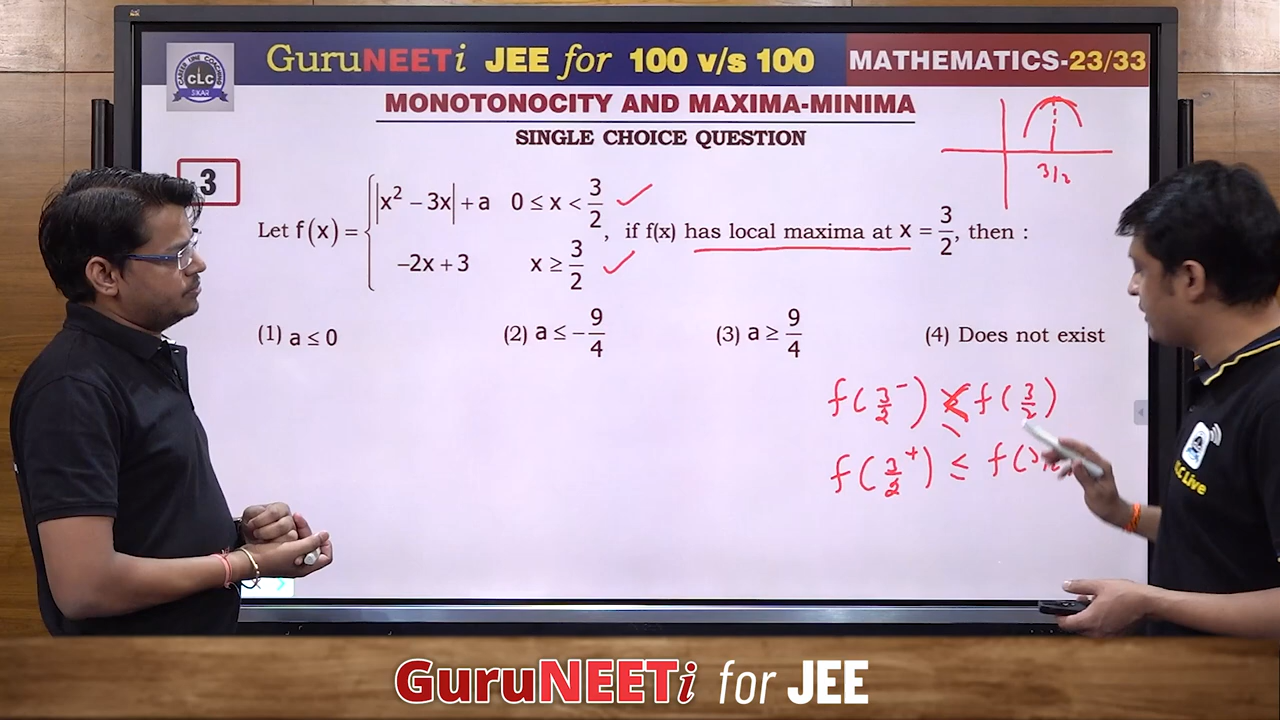 GuruNEETi JEE for 100 v/s 100 MATHEMATICS-23/33
CLC
SIKAR
MONOTONOCITY AND MAXIMA-MINIMA
SINGLE CHOICE QUESTION
3/2
3
Let f(x) = { |x² − 3x| + a 0 ≤ x < 3/2
−2x + 3 x ≥ 3/2 , if f(x) has local maxima at x = 3/2, then :
(1) a ≤ 0 (2) a ≤ −9/4 (3) a ≥ 9/4 (4) Does not exist
f(3/2⁻) ≤ f(3/2)
f(3/2⁺) ≤ f(3/2
Live
GuruNEETi for JEE